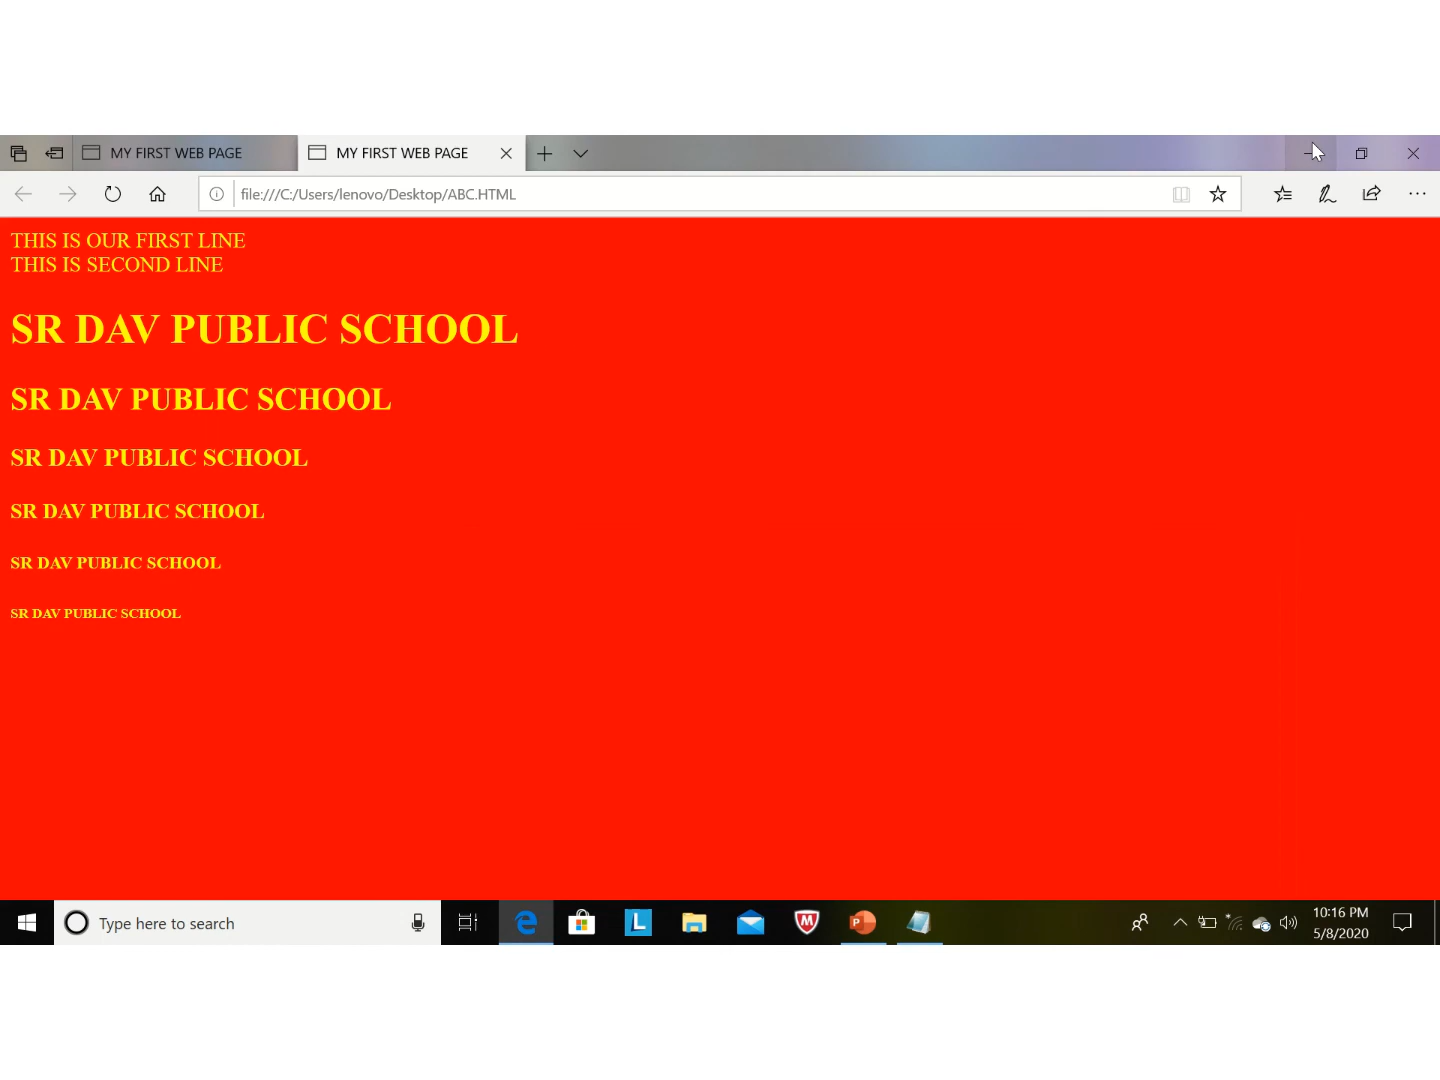 MY FIRST WEB PAGE
MY FIRST WEB PAGE
file:///C:/Users/lenovo/Desktop/ABC.HTML
THIS IS OUR FIRST LINE
THIS IS SECOND LINE
SR DAV PUBLIC SCHOOL
SR DAV PUBLIC SCHOOL
SR DAV PUBLIC SCHOOL
SR DAV PUBLIC SCHOOL
SR DAV PUBLIC SCHOOL
SR DAV PUBLIC SCHOOL
Type here to search
10:16 PM
5/8/2020